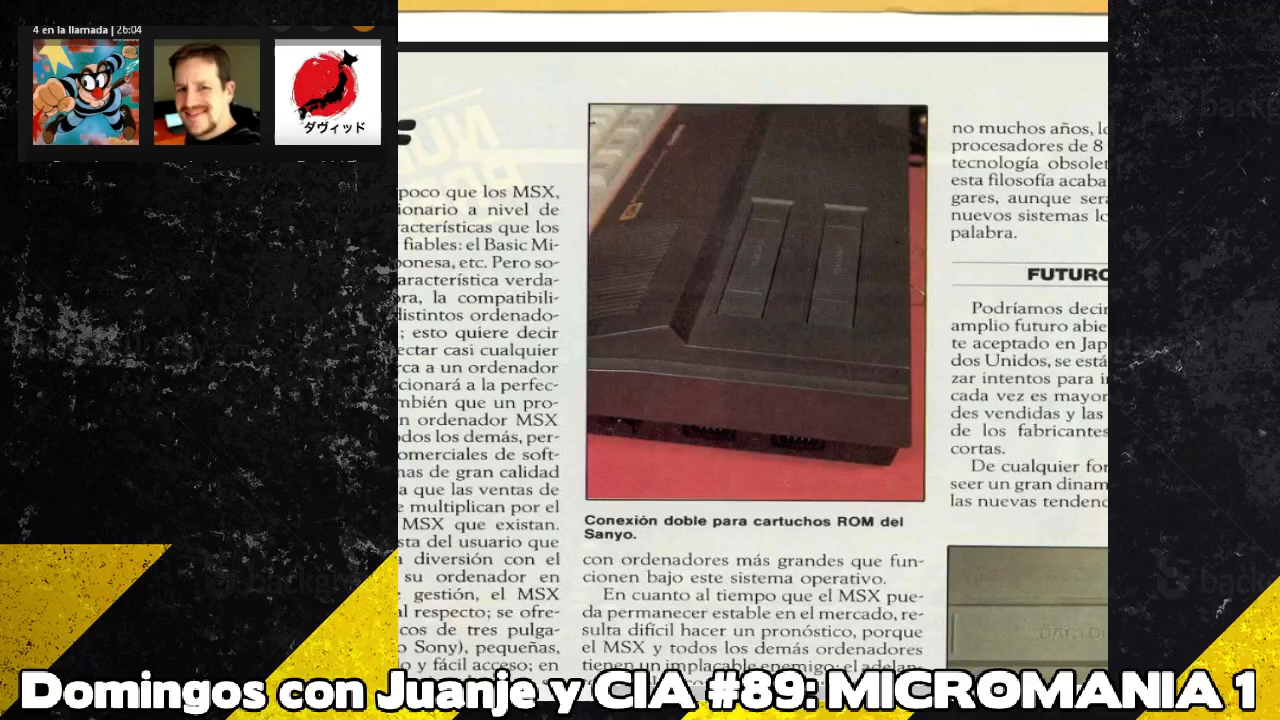 4 en la llamada | 26:04
ダヴィッド
poco que los MSX,
ionario a nivel de
racterísticas que los
fiables: el Basic Mi-
ponesa, etc. Pero so-
aracterística verda-
ra, la compatibili-
distintos ordenado-
; esto quiere decir
ectar casi cualquier
rca a un ordenador
cionará a la perfec-
mbién que un pro-
n ordenador MSX
odos los demás, per-
omerciales de soft-
mas de gran calidad
a que las ventas de
e multiplican por el
MSX que existan.
sta del usuario que
a diversión con el
su ordenador en
e gestión, el MSX
al respecto; se ofre-
cos de tres pulga-
o Sony), pequeñas,
o y fácil acceso; en
Conexión doble para cartuchos ROM del
Sanyo.
con ordenadores más grandes que fun-
cionen bajo este sistema operativo.
En cuanto al tiempo que el MSX pue-
da permanecer estable en el mercado, re-
sulta difícil hacer un pronóstico, porque
el MSX y todos los demás ordenadores
tienen un implacable enemigo: el adelan-
no muchos años, lo
procesadores de 8
tecnología obsolet
esta filosofía acaba
gares, aunque será
nuevos sistemas lo
palabra.
FUTURO
Podríamos decir
amplio futuro abie
te aceptado en Jap
dos Unidos, se está
zar intentos para i
cada vez es mayor
des vendidas y las
de los fabricantes
cortas.
De cualquier for
seer un gran dinam
las nuevas tendenc
Domingos con Juanje y CIA #89: MICROMANIA 1